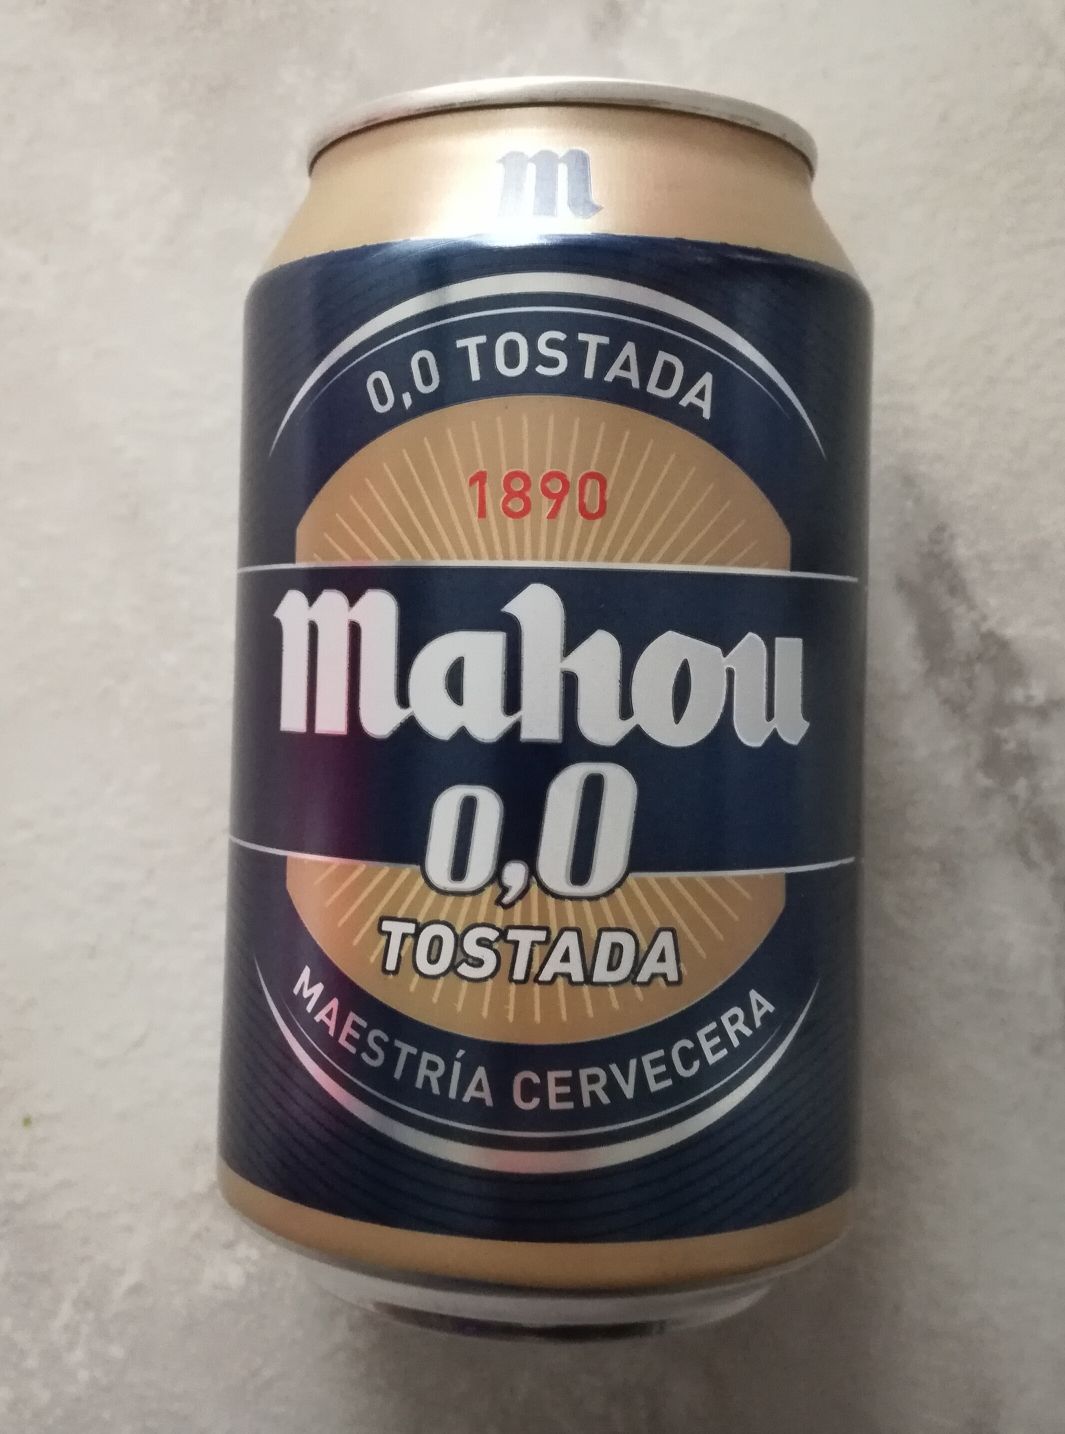 m
0,0 TOSTADA
1890
Mahou
0,0
TOSTADA
MAESTRÍA CERVECERA